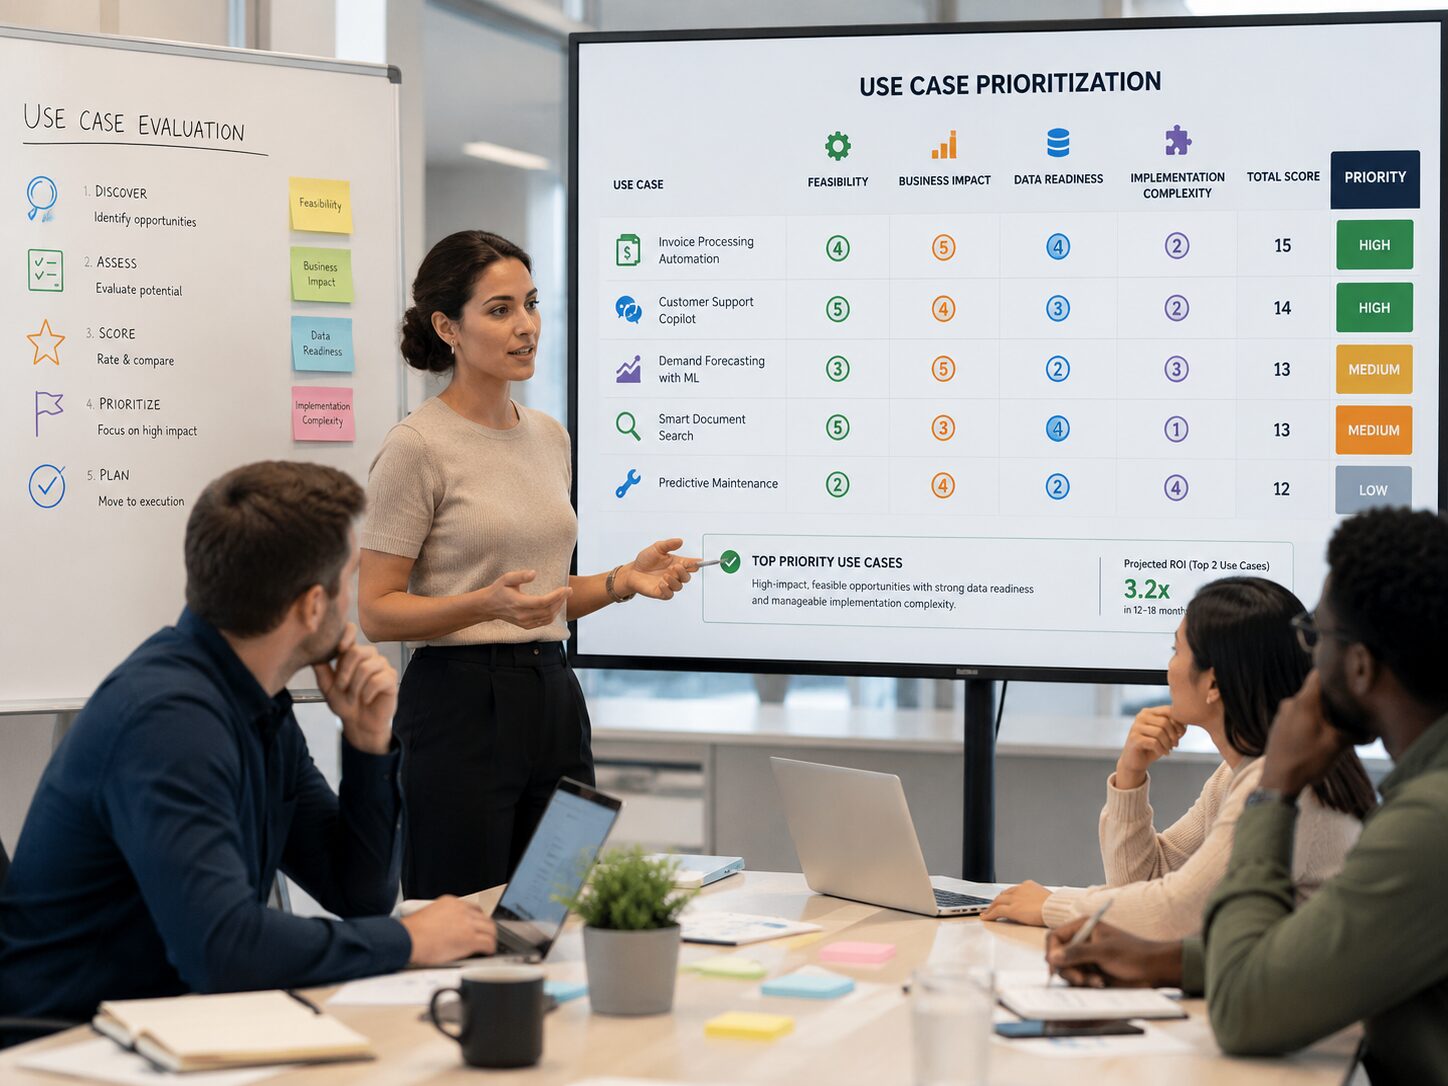 USE CASE EVALUATION
1. DISCOVER
Identify opportunities
2. ASSESS
Evaluate potential
3. SCORE
Rate & compare
4. PRIORITIZE
Focus on high impact
5. PLAN
Move to execution
Feasibility
Business
Impact
Data
Readiness
Implementation
Complexity
USE CASE PRIORITIZATION
USE CASE
FEASIBILITY
BUSINESS IMPACT
DATA READINESS
IMPLEMENTATION
COMPLEXITY
TOTAL SCORE
PRIORITY
$
Invoice Processing
Automation
4 5 4 2 15 HIGH
Customer Support
Copilot
5 4 3 2 14 HIGH
Demand Forecasting
with ML
3 5 2 3 13 MEDIUM
Smart Document
Search
5 3 4 1 13 MEDIUM
Predictive Maintenance 2 4 2 4 12 LOW
TOP PRIORITY USE CASES
High-impact, feasible opportunities with strong data readiness
and manageable implementation complexity.
Projected ROI (Top 2 Use Cases)
3.2x
in 12–18 months